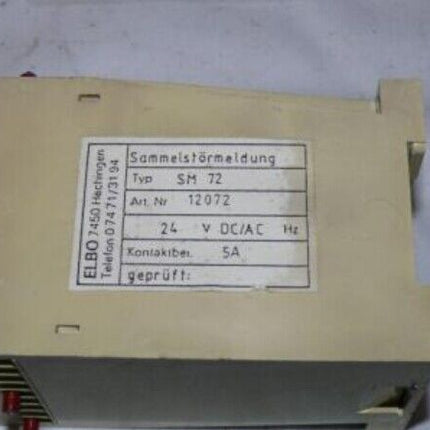 ELBO 7450 Hechingen
Telefon 07471/3194
Sammelstörmeldung
Typ SM 72
Art. Nr 12072
24 V DC/AC Hz
Kontaktbel. 5A
geprüft: